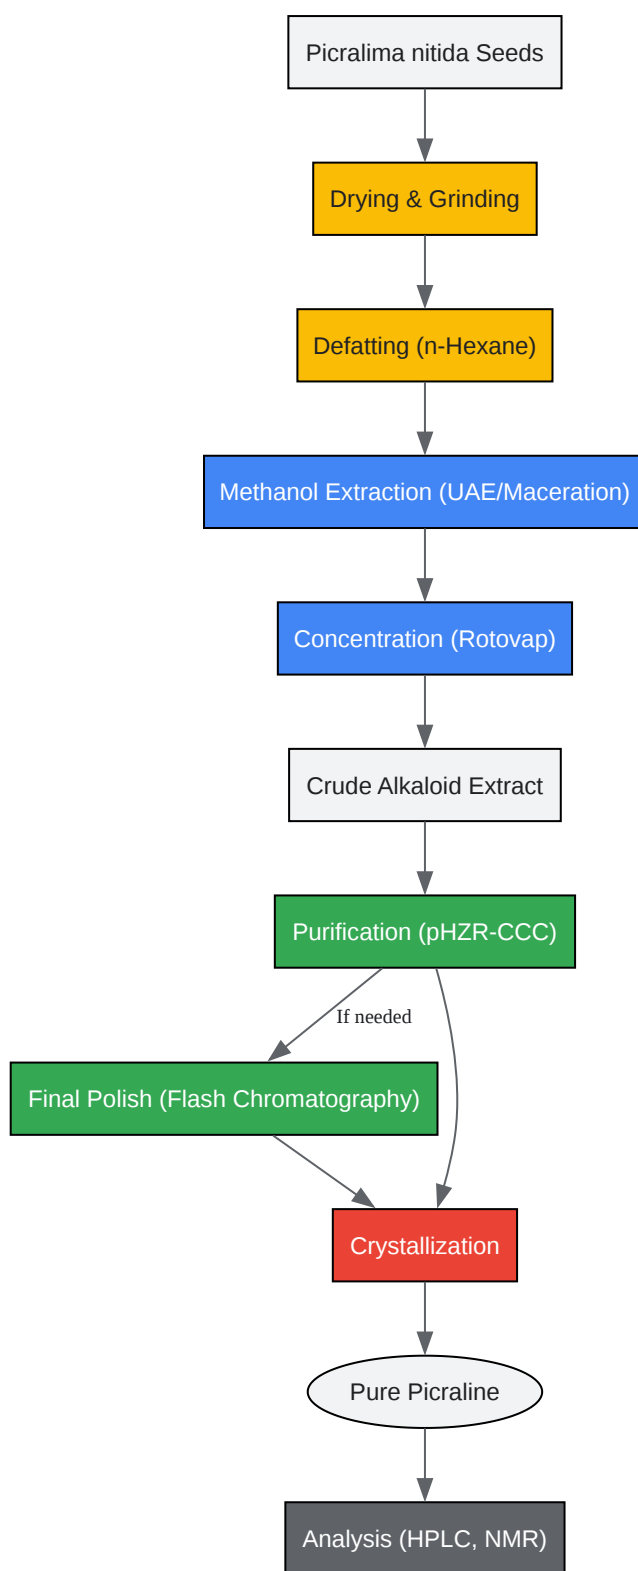 Picralima nitida Seeds
Drying & Grinding
Defatting (n-Hexane)
Methanol Extraction (UAE/Maceration)
Concentration (Rotovap)
Crude Alkaloid Extract
Purification (pHZR-CCC)
If needed
Final Polish (Flash Chromatography)
Crystallization
Pure Picraline
Analysis (HPLC, NMR)